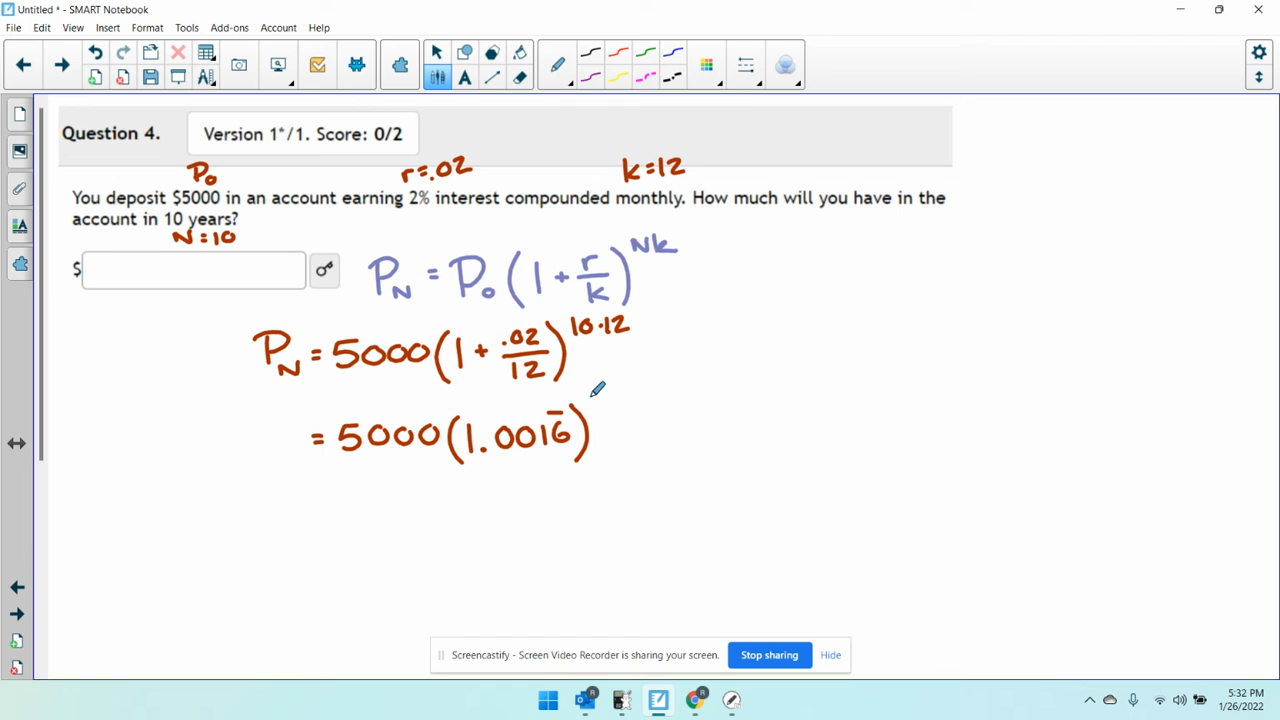 Untitled * - SMART Notebook
File Edit View Insert Format Tools Add-ons Account Help
Question 4. Version 1*/1. Score: 0/2
P₀ r=.02 k=12
You deposit $5000 in an account earning 2% interest compounded monthly. How much will you have in the
account in 10 years?
N=10
$
P_N = P₀ (1 + r/k)^Nk
P_N = 5000 (1 + .02/12)^10·12
= 5000 (1.0016̅)
Screencastify - Screen Video Recorder is sharing your screen. Stop sharing Hide
5:32 PM
1/26/2022